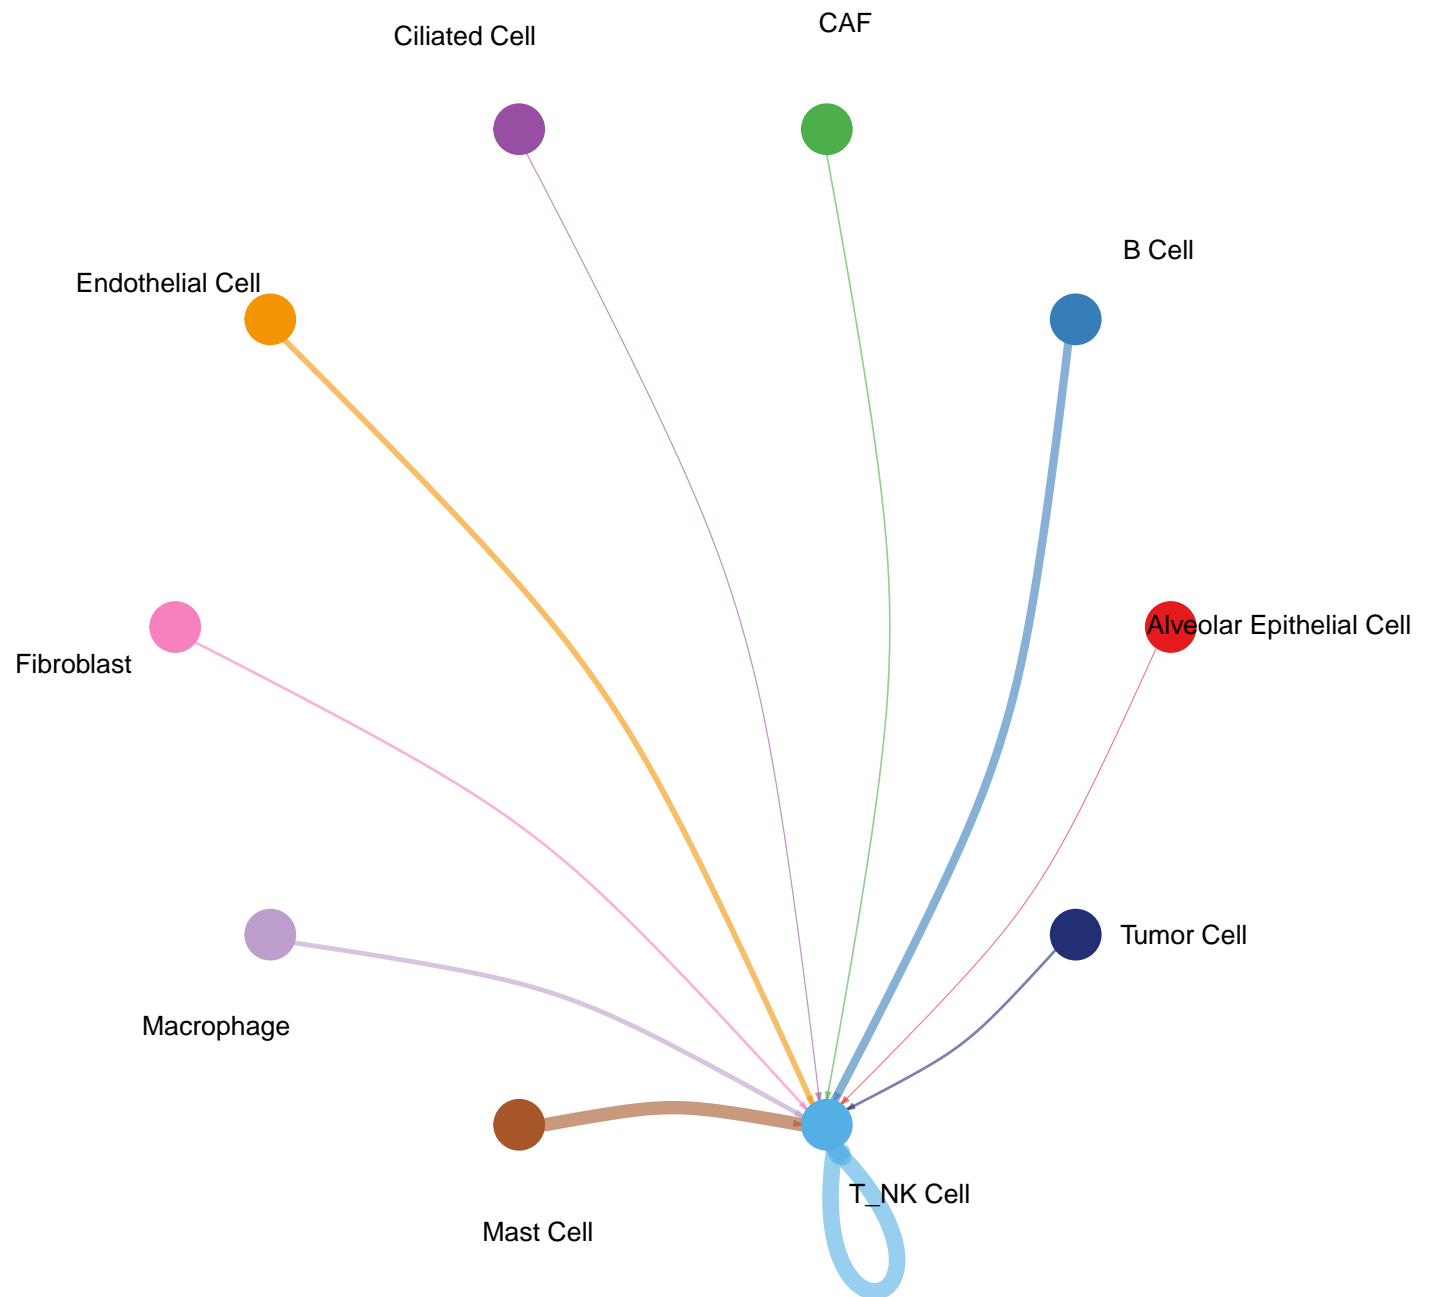 CAF
Ciliated Cell
B Cell
Endothelial Cell
Alveolar Epithelial Cell
Fibroblast
Tumor Cell
Macrophage
T_NK Cell
Mast Cell